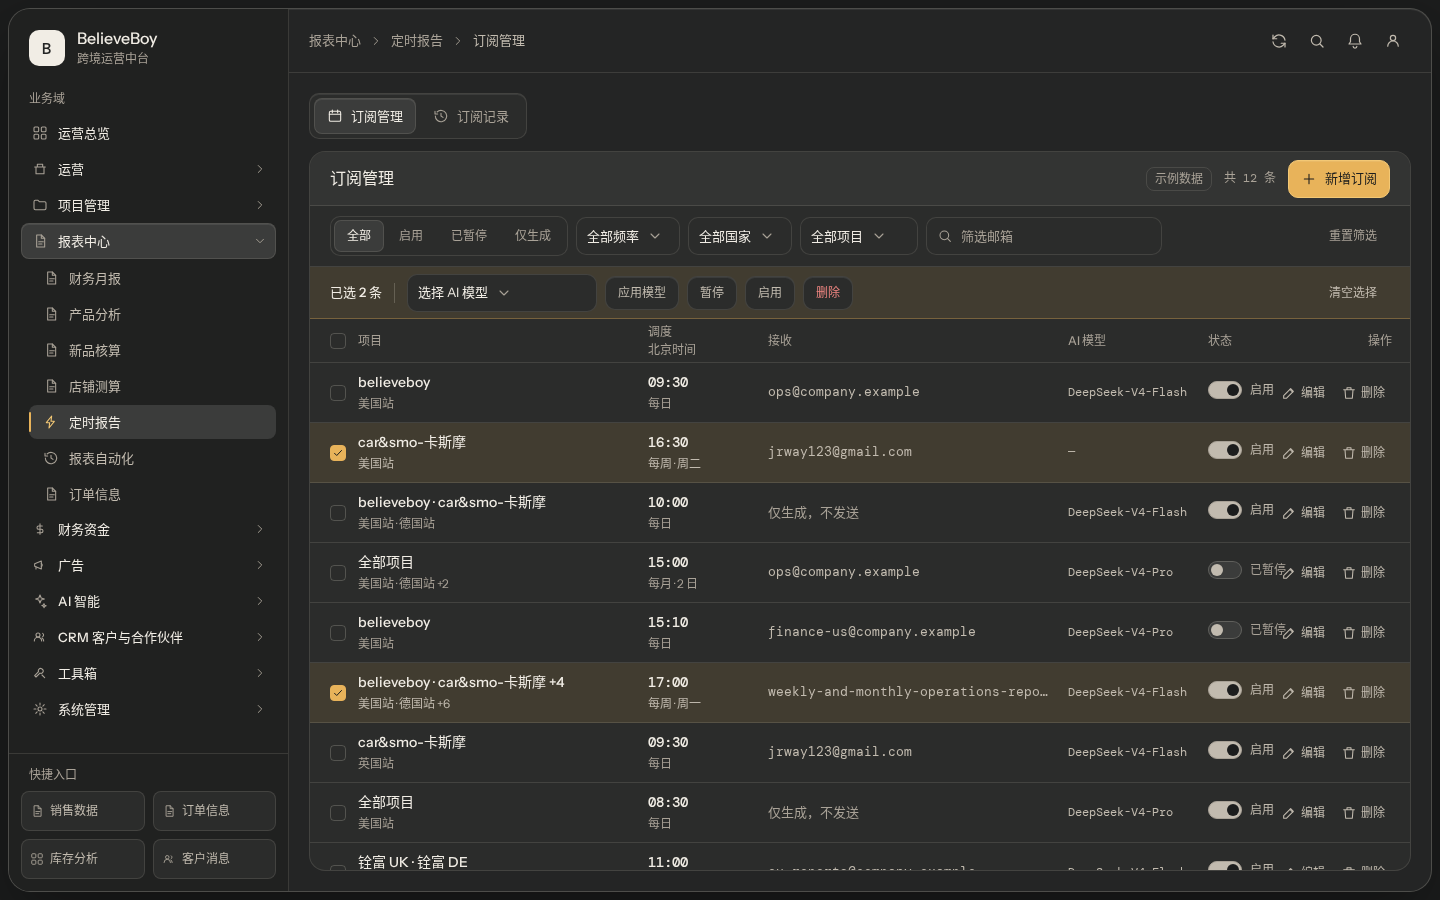 B
BelieveBoy
跨境运营中台
业务域
运营总览
运营
项目管理
报表中心
财务月报
产品分析
新品核算
店铺测算
定时报告
报表自动化
订单信息
财务资金
广告
AI 智能
CRM 客户与合作伙伴
工具箱
系统管理
快捷入口
销售数据 订单信息
库存分析 客户消息
报表中心 > 定时报告 > 订阅管理
订阅管理 订阅记录
订阅管理 示例数据 共 12 条 + 新增订阅
全部 启用 已暂停 仅生成 全部频率 全部国家 全部项目 筛选邮箱 重置筛选
已选 2 条 选择 AI 模型 应用模型 暂停 启用 删除 清空选择
项目 调度 接收 AI 模型 状态 操作
北京时间
believeboy 09:30 ops@company.example DeepSeek-V4-Flash 启用 编辑 删除
美国站 每日
car&smo-卡斯摩 16:30 jrway123@gmail.com — 启用 编辑 删除
美国站 每周·周二
believeboy·car&smo-卡斯摩 10:00 仅生成，不发送 DeepSeek-V4-Flash 启用 编辑 删除
美国站·德国站 每日
全部项目 15:00 ops@company.example DeepSeek-V4-Pro 已暂停 编辑 删除
美国站·德国站 +2 每月·2 日
believeboy 15:10 finance-us@company.example DeepSeek-V4-Pro 已暂停 编辑 删除
美国站 每日
believeboy·car&smo-卡斯摩 +4 17:00 weekly-and-monthly-operations-repo… DeepSeek-V4-Flash 启用 编辑 删除
美国站·德国站 +6 每周·周一
car&smo-卡斯摩 09:30 jrway123@gmail.com DeepSeek-V4-Flash 启用 编辑 删除
英国站 每日
全部项目 08:30 仅生成，不发送 DeepSeek-V4-Pro 启用 编辑 删除
美国站 每日
铨富 UK·铨富 DE 11:00